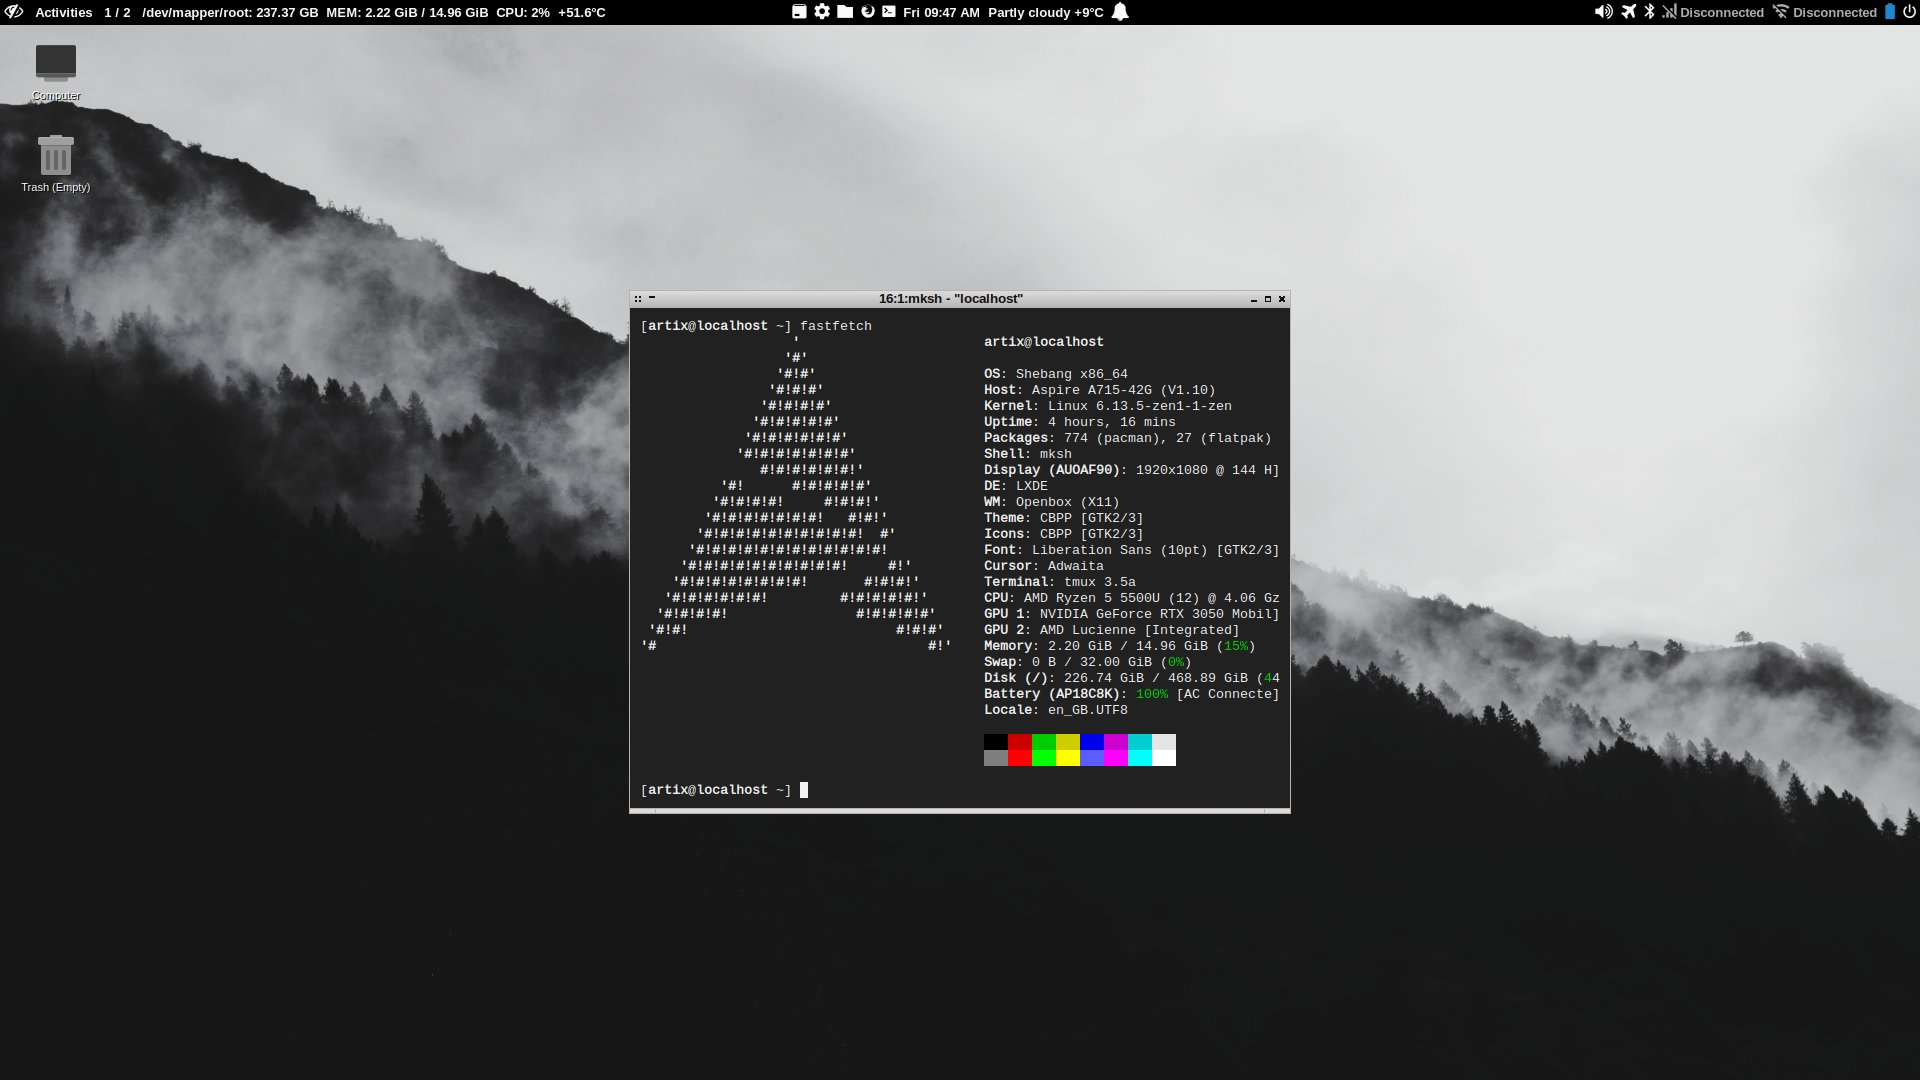 Activities 1 / 2 /dev/mapper/root: 237.37 GB MEM: 2.22 GiB / 14.96 GiB CPU: 2% +51.6°C Fri 09:47 AM Partly cloudy +9°C Disconnected Disconnected
Computer
Trash (Empty)
16:1:mksh - "localhost"
[artix@localhost ~] fastfetch
' artix@localhost
'#'
'#!#' OS: Shebang x86_64
'#!#!#' Host: Aspire A715-42G (V1.10)
'#!#!#!#' Kernel: Linux 6.13.5-zen1-1-zen
'#!#!#!#!#' Uptime: 4 hours, 16 mins
'#!#!#!#!#!#' Packages: 774 (pacman), 27 (flatpak)
'#!#!#!#!#!#!#' Shell: mksh
#!#!#!#!#!#!' Display (AUOAF90): 1920x1080 @ 144 H]
'#! #!#!#!#!#' DE: LXDE
'#!#!#!#! #!#!#!' WM: Openbox (X11)
'#!#!#!#!#!#!#! #!#!' Theme: CBPP [GTK2/3]
'#!#!#!#!#!#!#!#!#!#! #' Icons: CBPP [GTK2/3]
'#!#!#!#!#!#!#!#!#!#!#!#! Font: Liberation Sans (10pt) [GTK2/3]
'#!#!#!#!#!#!#!#!#!#! #!' Cursor: Adwaita
'#!#!#!#!#!#!#!#! #!#!#!' Terminal: tmux 3.5a
'#!#!#!#!#!#! #!#!#!#!#!' CPU: AMD Ryzen 5 5500U (12) @ 4.06 Gz
'#!#!#!#! #!#!#!#!#' GPU 1: NVIDIA GeForce RTX 3050 Mobil]
'#!#! #!#!#' GPU 2: AMD Lucienne [Integrated]
'# #!' Memory: 2.20 GiB / 14.96 GiB (15%)
Swap: 0 B / 32.00 GiB (0%)
Disk (/): 226.74 GiB / 468.89 GiB (44
Battery (AP18C8K): 100% [AC Connecte]
Locale: en_GB.UTF8
[artix@localhost ~]